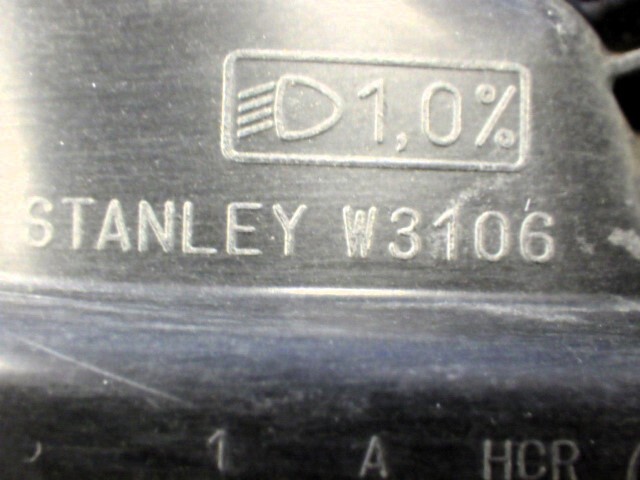 1,0%
STANLEY W3106
1 A HCR (